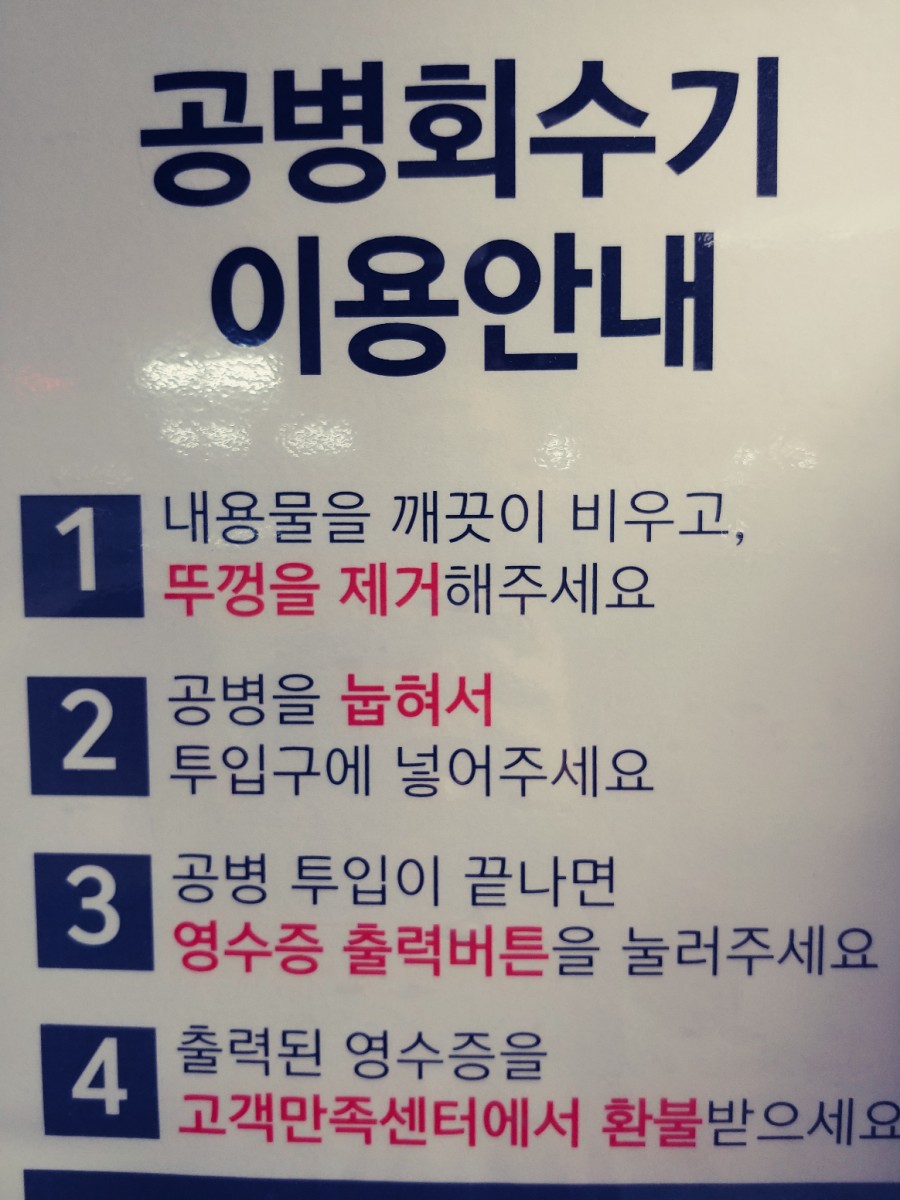 공병회수기
이용안내
1 내용물을 깨끗이 비우고,
뚜껑을 제거해주세요
2 공병을 눕혀서
투입구에 넣어주세요
3 공병 투입이 끝나면
영수증 출력버튼을 눌러주세요
4 출력된 영수증을
고객만족센터에서 환불받으세요